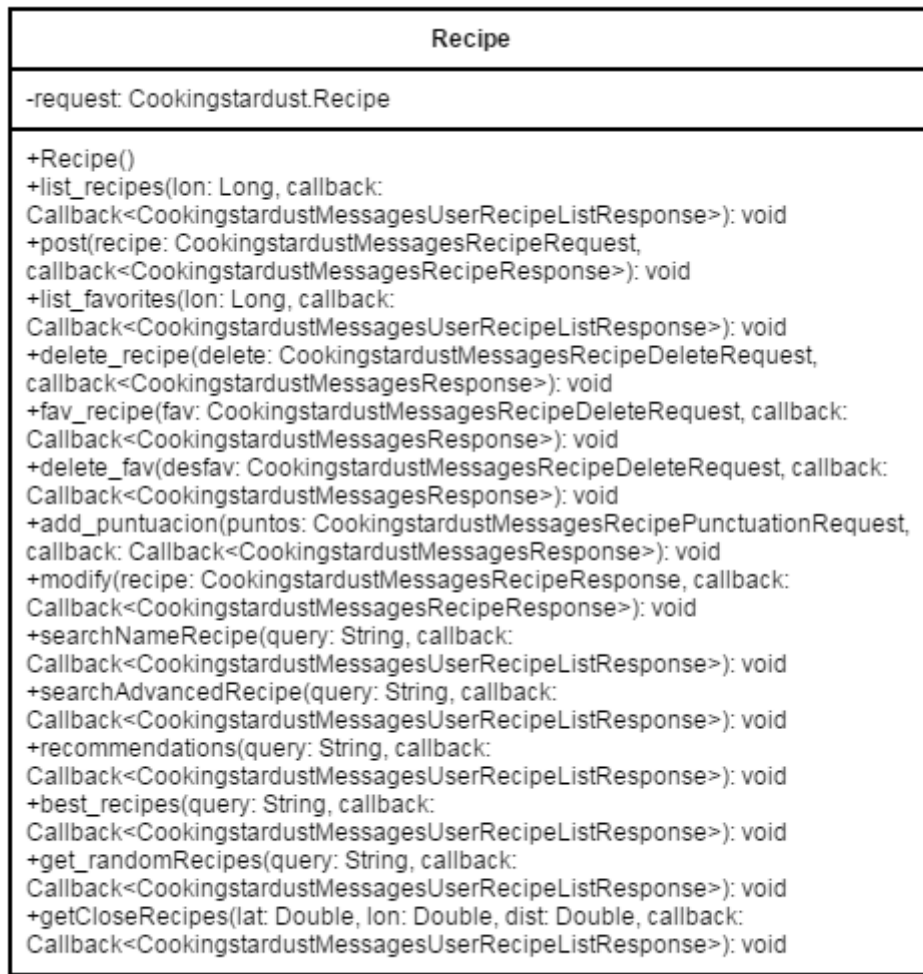 Recipe
-request: Cookingstardust.Recipe
+Recipe()
+list_recipes(lon: Long, callback:
Callback<CookingstardustMessagesUserRecipeListResponse>): void
+post(recipe: CookingstardustMessagesRecipeRequest,
callback<CookingstardustMessagesRecipeResponse>): void
+list_favorites(lon: Long, callback:
Callback<CookingstardustMessagesUserRecipeListResponse>): void
+delete_recipe(delete: CookingstardustMessagesRecipeDeleteRequest,
callback<CookingstardustMessagesResponse>): void
+fav_recipe(fav: CookingstardustMessagesRecipeDeleteRequest, callback:
Callback<CookingstardustMessagesResponse>): void
+delete_fav(desfav: CookingstardustMessagesRecipeDeleteRequest, callback:
Callback<CookingstardustMessagesResponse>): void
+add_puntuacion(puntos: CookingstardustMessagesRecipePunctuationRequest,
callback: Callback<CookingstardustMessagesResponse>): void
+modify(recipe: CookingstardustMessagesRecipeResponse, callback:
Callback<CookingstardustMessagesRecipeResponse>): void
+searchNameRecipe(query: String, callback:
Callback<CookingstardustMessagesUserRecipeListResponse>): void
+searchAdvancedRecipe(query: String, callback:
Callback<CookingstardustMessagesUserRecipeListResponse>): void
+recommendations(query: String, callback:
Callback<CookingstardustMessagesUserRecipeListResponse>): void
+best_recipes(query: String, callback:
Callback<CookingstardustMessagesUserRecipeListResponse>): void
+get_randomRecipes(query: String, callback:
Callback<CookingstardustMessagesUserRecipeListResponse>): void
+getCloseRecipes(lat: Double, lon: Double, dist: Double, callback:
Callback<CookingstardustMessagesUserRecipeListResponse>): void